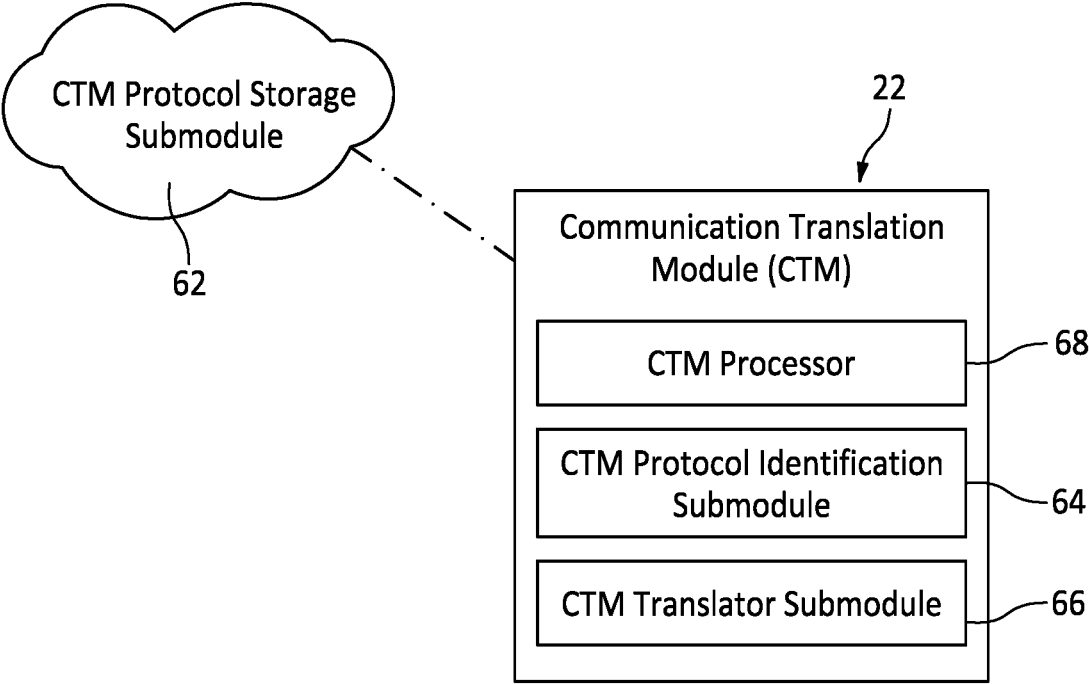 CTM Protocol Storage
Submodule
62
22
Communication Translation
Module (CTM)
CTM Processor
68
CTM Protocol Identification
Submodule
64
CTM Translator Submodule
66